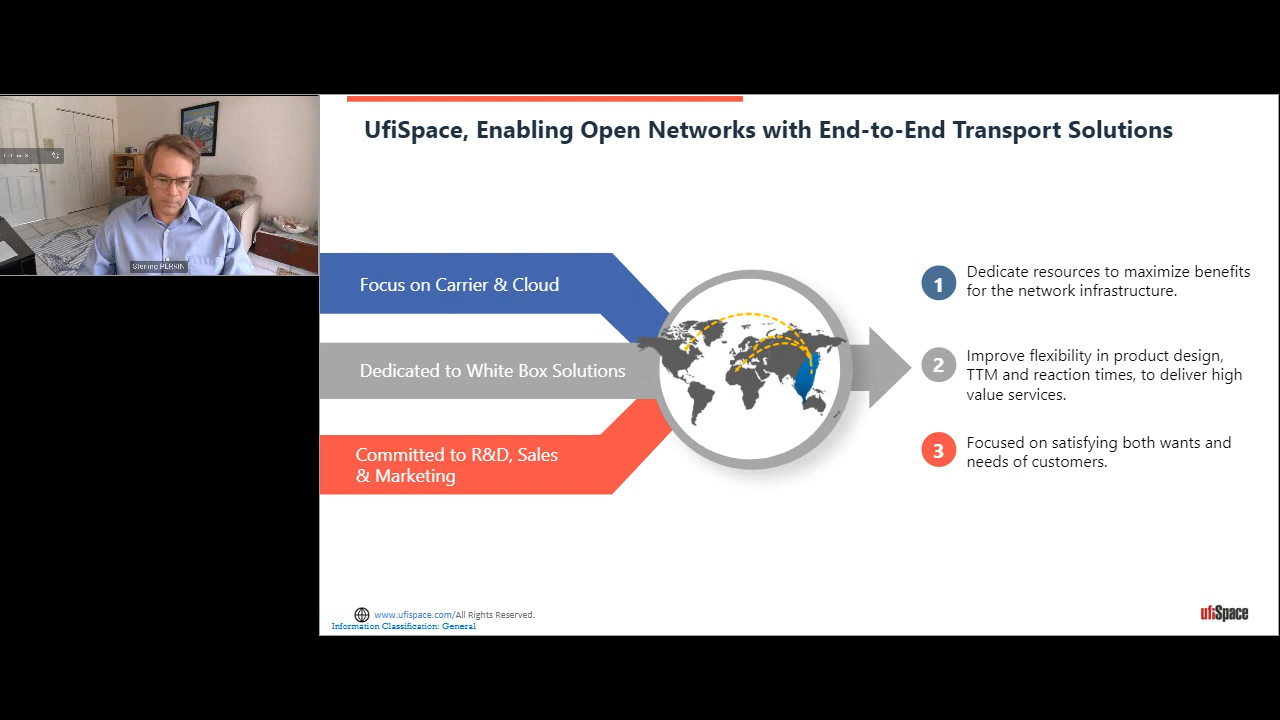 UfiSpace, Enabling Open Networks with End-to-End Transport Solutions
Sterling PERRIN
Focus on Carrier & Cloud
Dedicated to White Box Solutions
Committed to R&D, Sales
& Marketing
1
Dedicate resources to maximize benefits
for the network infrastructure.
2
Improve flexibility in product design,
TTM and reaction times, to deliver high
value services.
3
Focused on satisfying both wants and
needs of customers.
www.ufispace.com/All Rights Reserved.
Information Classification: General
ufiSpace